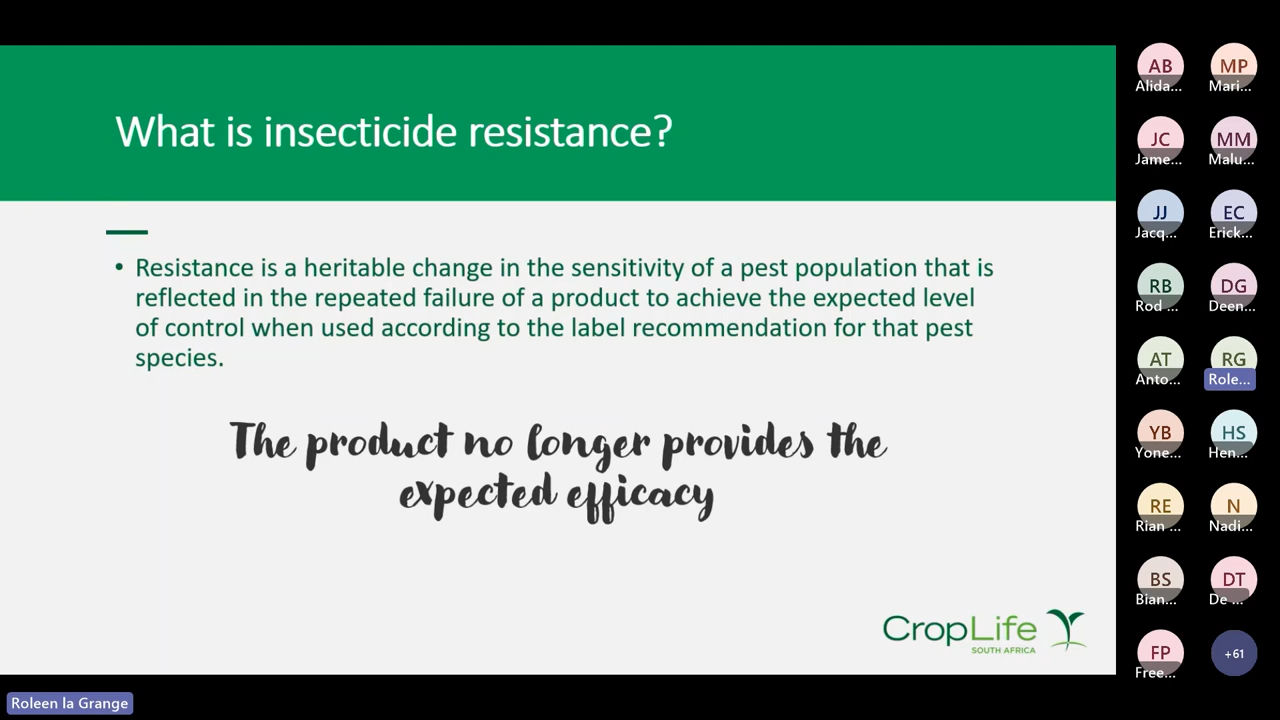 What is insecticide resistance?
• Resistance is a heritable change in the sensitivity of a pest population that is
reflected in the repeated failure of a product to achieve the expected level
of control when used according to the label recommendation for that pest
species.
The product no longer provides the
expected efficacy
CropLife
SOUTH AFRICA
Roleen la Grange
AB MP
Alida... Mari...
JC MM
Jame... Malu...
JJ EC
Jacq... Erick...
RB DG
Rod ... Deen...
AT RG
Anto... Role...
YB HS
Yone... Hen...
RE N
Rian ... Nadi...
BS DT
Bian... De ...
FP +61
Free...